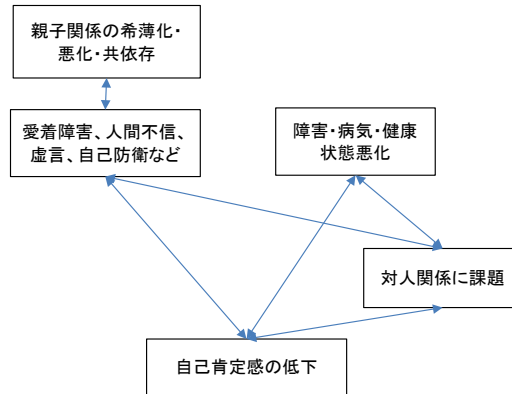 親子関係の希薄化・
悪化・共依存
愛着障害、人間不信、
虚言、自己防衛など
障害・病気・健康
状態悪化
対人関係に課題
自己肯定感の低下